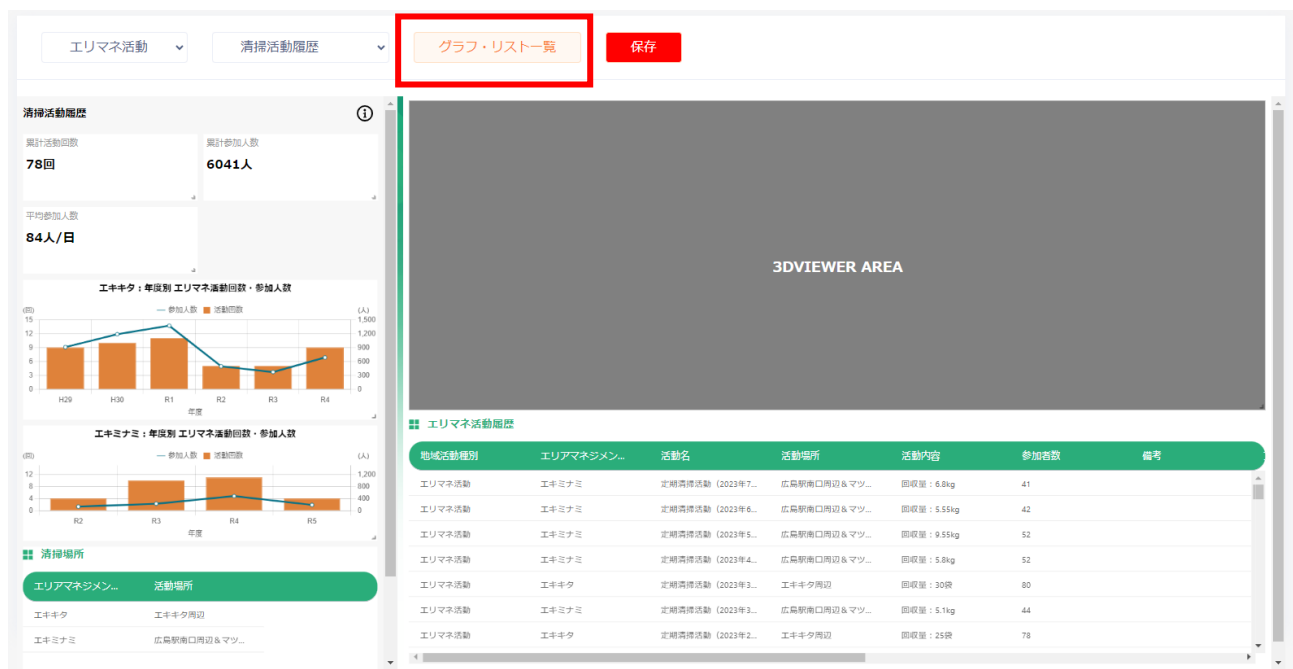 エリマネ活動 清掃活動履歴 グラフ・リスト一覧 保存
清掃活動履歴
累計活動回数 累計参加人数
78回 6041人
平均参加人数
84人/日
エキキタ：年度別 エリマネ活動回数・参加人数
(回) 参加人数 活動回数 (人)
15 1,500
12 1,200
9 900
6 600
3 300
0 0
H29 H30 R1 R2 R3 R4
年度
エキミナミ：年度別 エリマネ活動回数・参加人数
(回) 参加人数 活動回数 (人)
12 1,200
8 800
4 400
0 0
R2 R3 R4 R5
年度
清掃場所
エリアマネジメン... 活動場所
エキキタ エキキタ周辺
エキミナミ 広島駅南口周辺＆マツ...
3DVIEWER AREA
エリマネ活動履歴
地域活動種別 エリアマネジメン... 活動名 活動場所 活動内容 参加者数 備考
エリマネ活動 エキミナミ 定期清掃活動（2023年7... 広島駅南口周辺＆マツ... 回収量：6.8kg 41
エリマネ活動 エキミナミ 定期清掃活動（2023年6... 広島駅南口周辺＆マツ... 回収量：5.55kg 42
エリマネ活動 エキミナミ 定期清掃活動（2023年5... 広島駅南口周辺＆マツ... 回収量：9.55kg 52
エリマネ活動 エキミナミ 定期清掃活動（2023年4... 広島駅南口周辺＆マツ... 回収量：5.8kg 52
エリマネ活動 エキキタ 定期清掃活動（2023年3... エキキタ周辺 回収量：30袋 80
エリマネ活動 エキミナミ 定期清掃活動（2023年3... 広島駅南口周辺＆マツ... 回収量：5.1kg 44
エリマネ活動 エキキタ 定期清掃活動（2023年2... エキキタ周辺 回収量：25袋 78